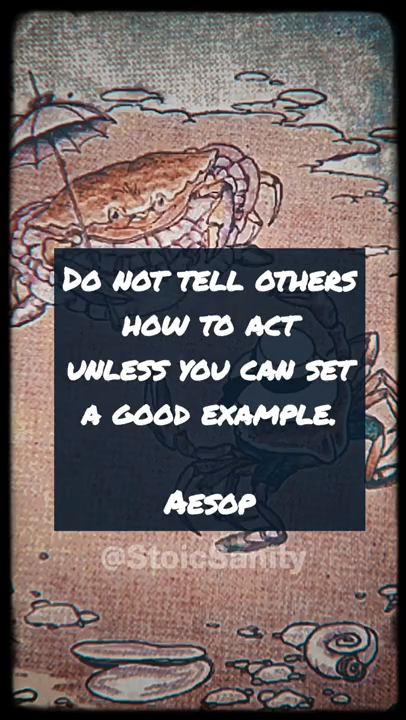 Do not tell others
how to act
unless you can set
a good example.
Aesop
@StoicSanity